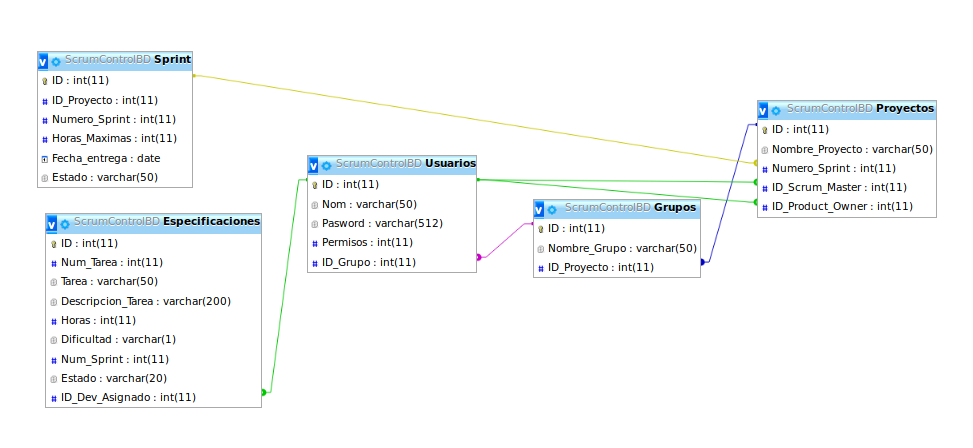 v ScrumControlBD Sprint
ID : int(11)
# ID_Proyecto : int(11)
# Numero_Sprint : int(11)
# Horas_Maximas : int(11)
Fecha_entrega : date
Estado : varchar(50)
v ScrumControlBD Especificaciones
ID : int(11)
# Num_Tarea : int(11)
Tarea : varchar(50)
Descripcion_Tarea : varchar(200)
# Horas : int(11)
Dificultad : varchar(1)
# Num_Sprint : int(11)
Estado : varchar(20)
# ID_Dev_Asignado : int(11)
v ScrumControlBD Usuarios
ID : int(11)
Nom : varchar(50)
Pasword : varchar(512)
# Permisos : int(11)
# ID_Grupo : int(11)
v ScrumControlBD Grupos
ID : int(11)
Nombre_Grupo : varchar(50)
# ID_Proyecto : int(11)
v ScrumControlBD Proyectos
ID : int(11)
Nombre_Proyecto : varchar(50)
# Numero_Sprint : int(11)
# ID_Scrum_Master : int(11)
# ID_Product_Owner : int(11)